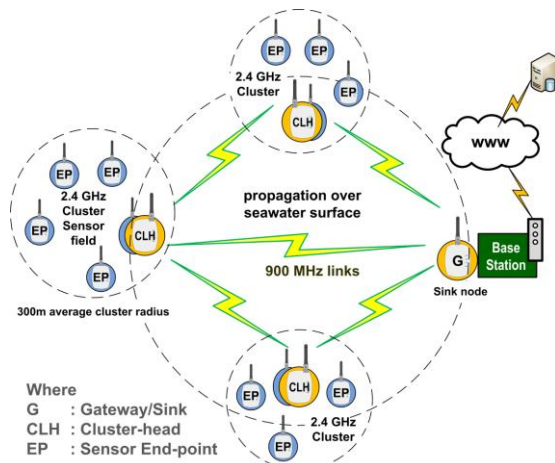 EP
EP
EP
2.4 GHz
Cluster
CLH
www
EP
EP
2.4 GHz
Cluster
Sensor
field
EP
EP
CLH
propagation over
seawater surface
900 MHz links
G
Base
Station
Sink node
300m average cluster radius
EP
CLH
EP
EP
2.4 GHz
Cluster
Where
G : Gateway/Sink
CLH : Cluster-head
EP : Sensor End-point